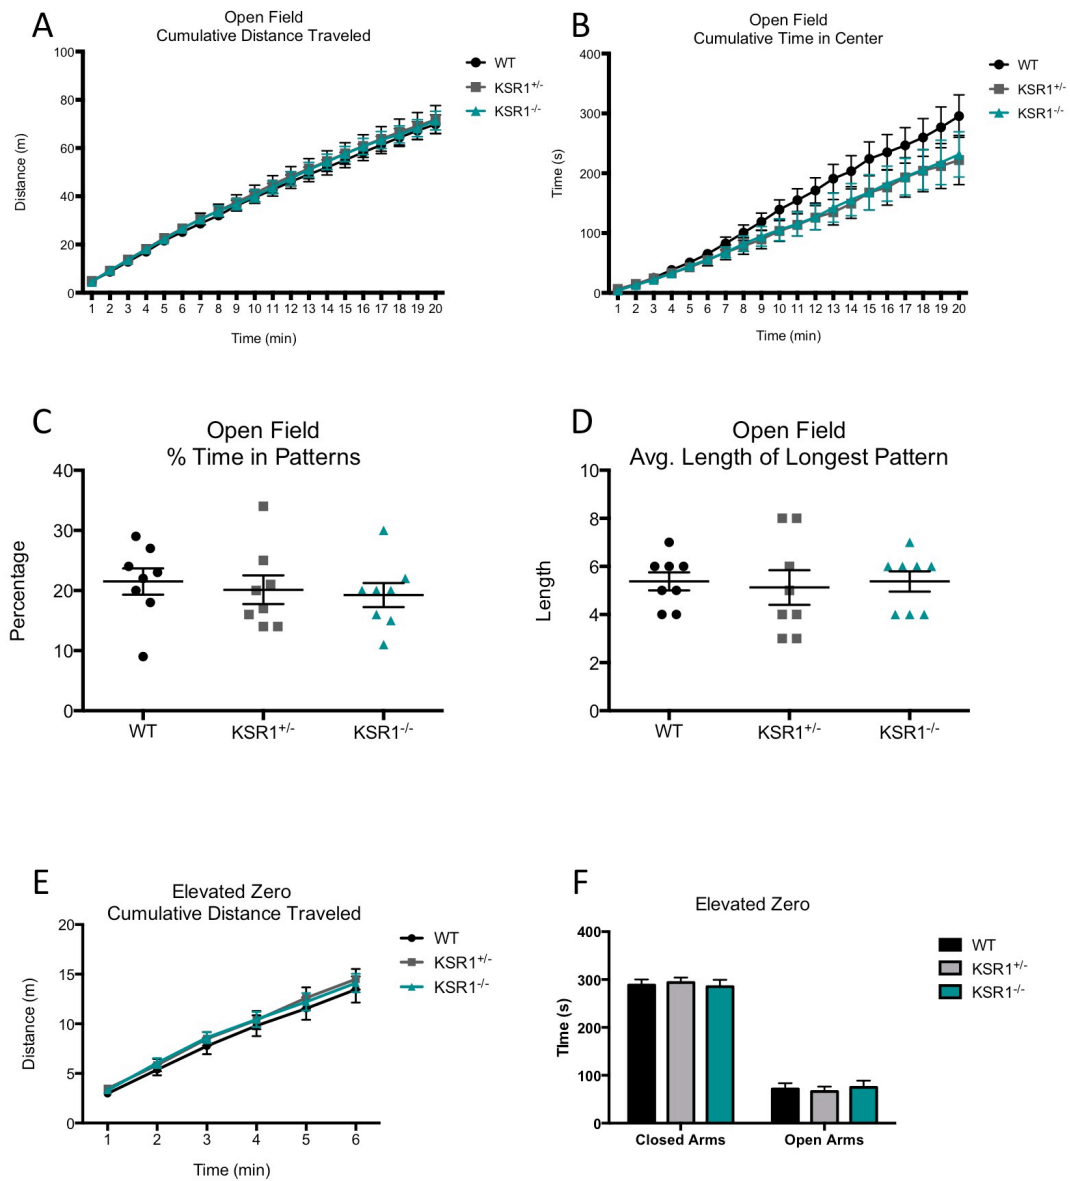 A
Open Field
Cumulative Distance Traveled
100
80
60
40
20
0
Distance (m)
1 2 3 4 5 6 7 8 9 10 11 12 13 14 15 16 17 18 19 20
Time (min)
WT
KSR1+/-
KSR1-/-
B
Open Field
Cumulative Time in Center
400
300
200
100
0
Time (s)
1 2 3 4 5 6 7 8 9 10 11 12 13 14 15 16 17 18 19 20
Time (min)
WT
KSR1+/-
KSR1-/-
C
Open Field
% Time in Patterns
40
30
20
10
0
Percentage
WT KSR1+/- KSR1-/-
D
Open Field
Avg. Length of Longest Pattern
10
8
6
4
2
0
Length
WT KSR1+/- KSR1-/-
E
Elevated Zero
Cumulative Distance Traveled
20
15
10
5
0
Distance (m)
1 2 3 4 5 6
Time (min)
WT
KSR1+/-
KSR1-/-
F
Elevated Zero
400
300
200
100
0
TIme (s)
Closed Arms Open Arms
WT
KSR1+/-
KSR1-/-